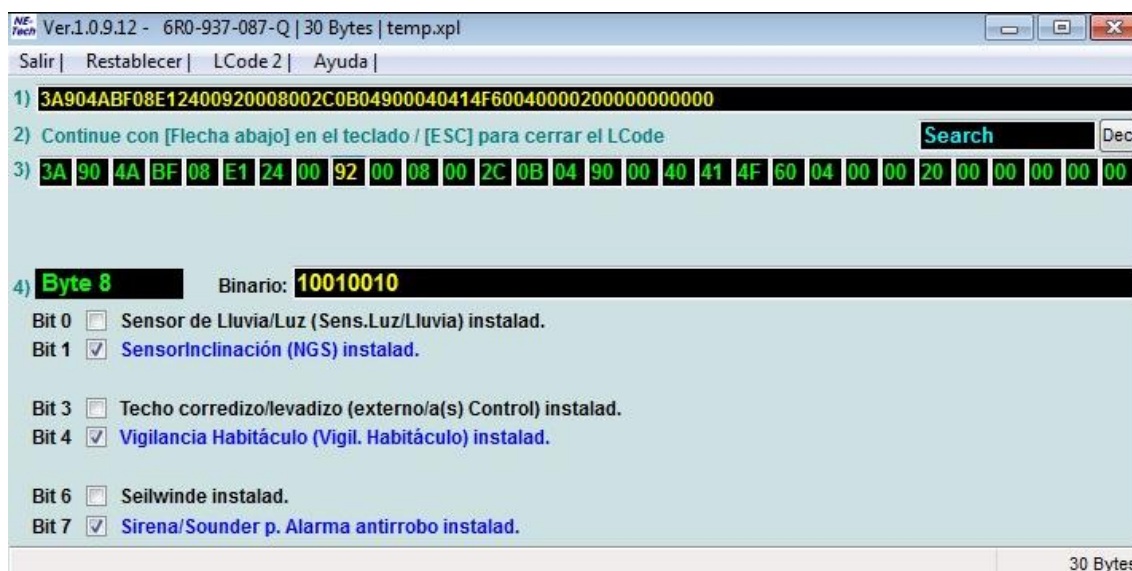 NE-Tech Ver.1.0.9.12 - 6R0-937-087-Q | 30 Bytes | temp.xpl
Salir | Restablecer | LCode 2 | Ayuda |
1) 3A904ABF08E12400920008002C0B04900040414F60040000200000000000
2) Continue con [Flecha abajo] en el teclado / [ESC] para cerrar el LCode Search Dec
3) 3A 90 4A BF 08 E1 24 00 92 00 08 00 2C 0B 04 90 00 40 41 4F 60 04 00 00 20 00 00 00 00 00
4) Byte 8 Binario: 10010010
Bit 0 Sensor de Lluvia/Luz (Sens.Luz/Lluvia) instalad.
Bit 1 SensorInclinación (NGS) instalad.
Bit 3 Techo corredizo/levadizo (externo/a(s) Control) instalad.
Bit 4 Vigilancia Habitáculo (Vigil. Habitáculo) instalad.
Bit 6 Seilwinde instalad.
Bit 7 Sirena/Sounder p. Alarma antirrobo instalad.
30 Bytes